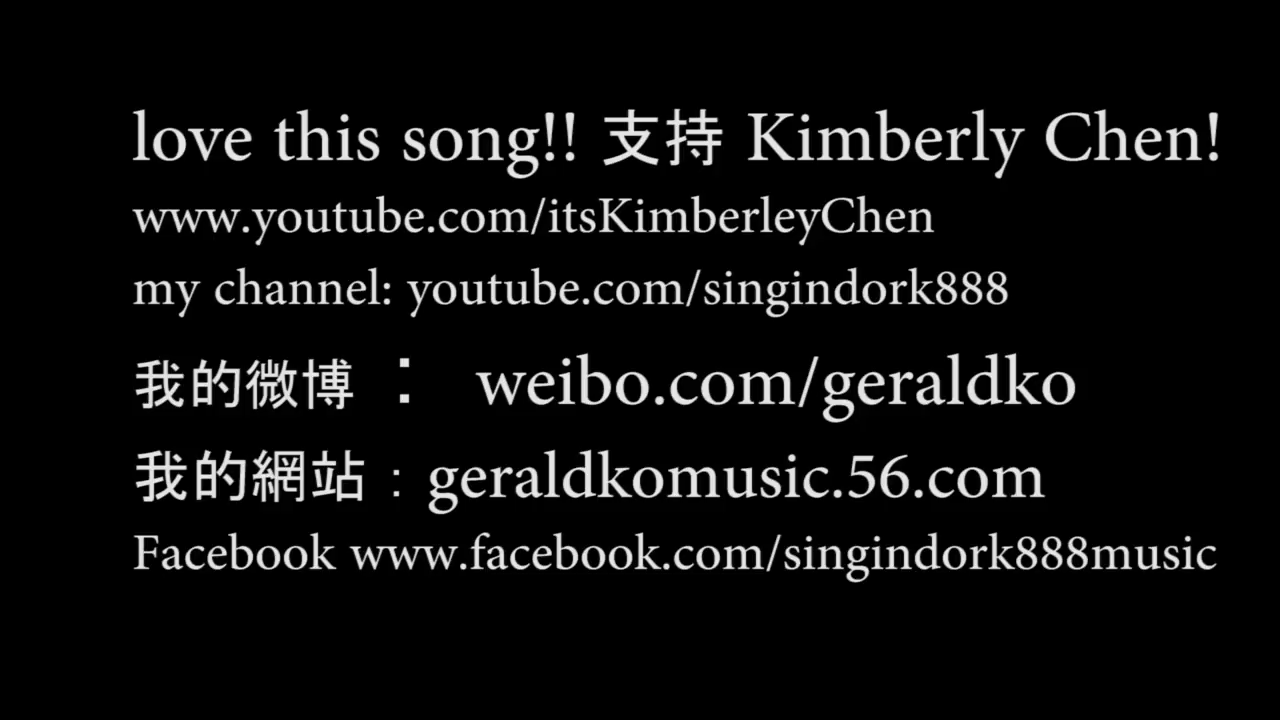 love this song!! 支持 Kimberly Chen!
www.youtube.com/itsKimberleyChen
my channel: youtube.com/singindork888
我的微博 : weibo.com/geraldko
我的網站 : geraldkomusic.56.com
Facebook www.facebook.com/singindork888music